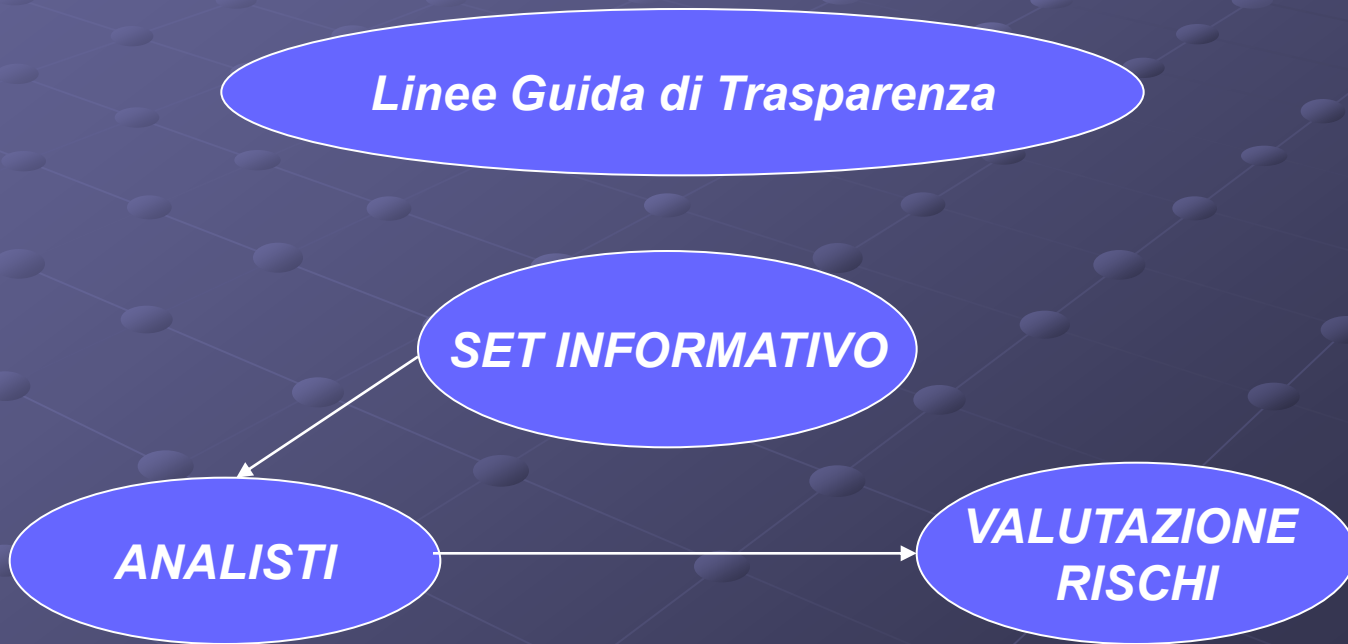 Linee Guida di Trasparenza
SET INFORMATIVO
ANALISTI
VALUTAZIONE
RISCHI